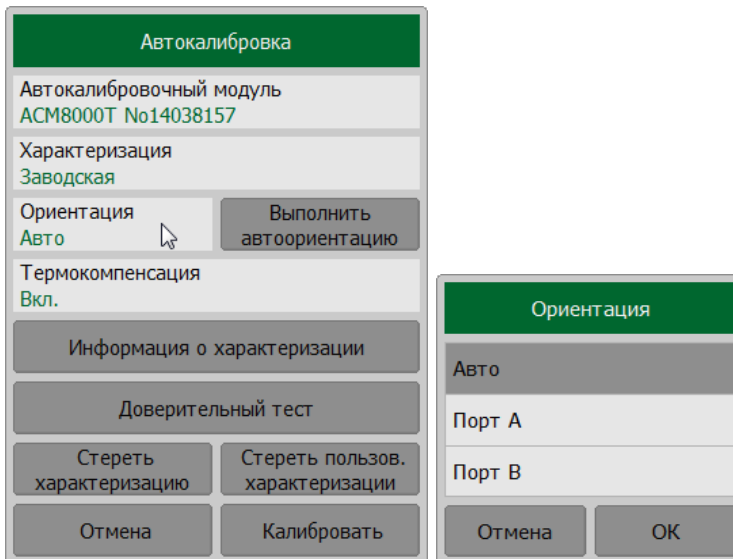 Автокалибровка
Автокалибровочный модуль
ACM8000T No14038157
Характеризация
Заводская
Ориентация
Авто
Выполнить
автоориентацию
Термокомпенсация
Вкл.
Информация о характеризации
Доверительный тест
Стереть
характеризацию
Стереть пользов.
характеризации
Отмена
Калибровать
Ориентация
Авто
Порт A
Порт B
Отмена
ОК